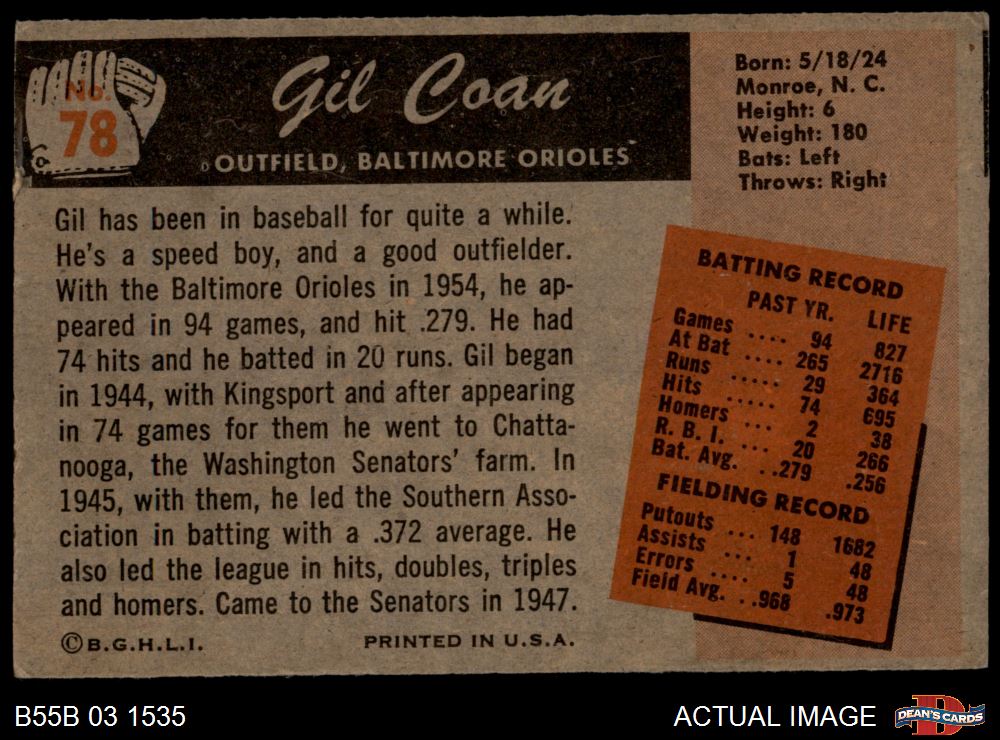 No.
78
Gil Coan
OUTFIELD, BALTIMORE ORIOLES
Born: 5/18/24
Monroe, N. C.
Height: 6
Weight: 180
Bats: Left
Throws: Right
Gil has been in baseball for quite a while.
He's a speed boy, and a good outfielder.
With the Baltimore Orioles in 1954, he ap-
peared in 94 games, and hit .279. He had
74 hits and he batted in 20 runs. Gil began
in 1944, with Kingsport and after appearing
in 74 games for them he went to Chatta-
nooga, the Washington Senators' farm. In
1945, with them, he led the Southern Asso-
ciation in batting with a .372 average. He
also led the league in hits, doubles, triples
and homers. Came to the Senators in 1947.
©B.G.H.L.I. PRINTED IN U.S.A.
BATTING RECORD
PAST YR. LIFE
Games .... 94 827
At Bat .... 265 2716
Runs ..... 29 364
Hits ..... 74 695
Homers .... 2 38
R. B. I. .... 20 266
Bat. Avg. ..279 .256
FIELDING RECORD
Putouts ... 148 1682
Assists ... 1 48
Errors .... 5 48
Field Avg. ..968 .973
B55B 03 1535
ACTUAL IMAGE
DEAN'S CARDS